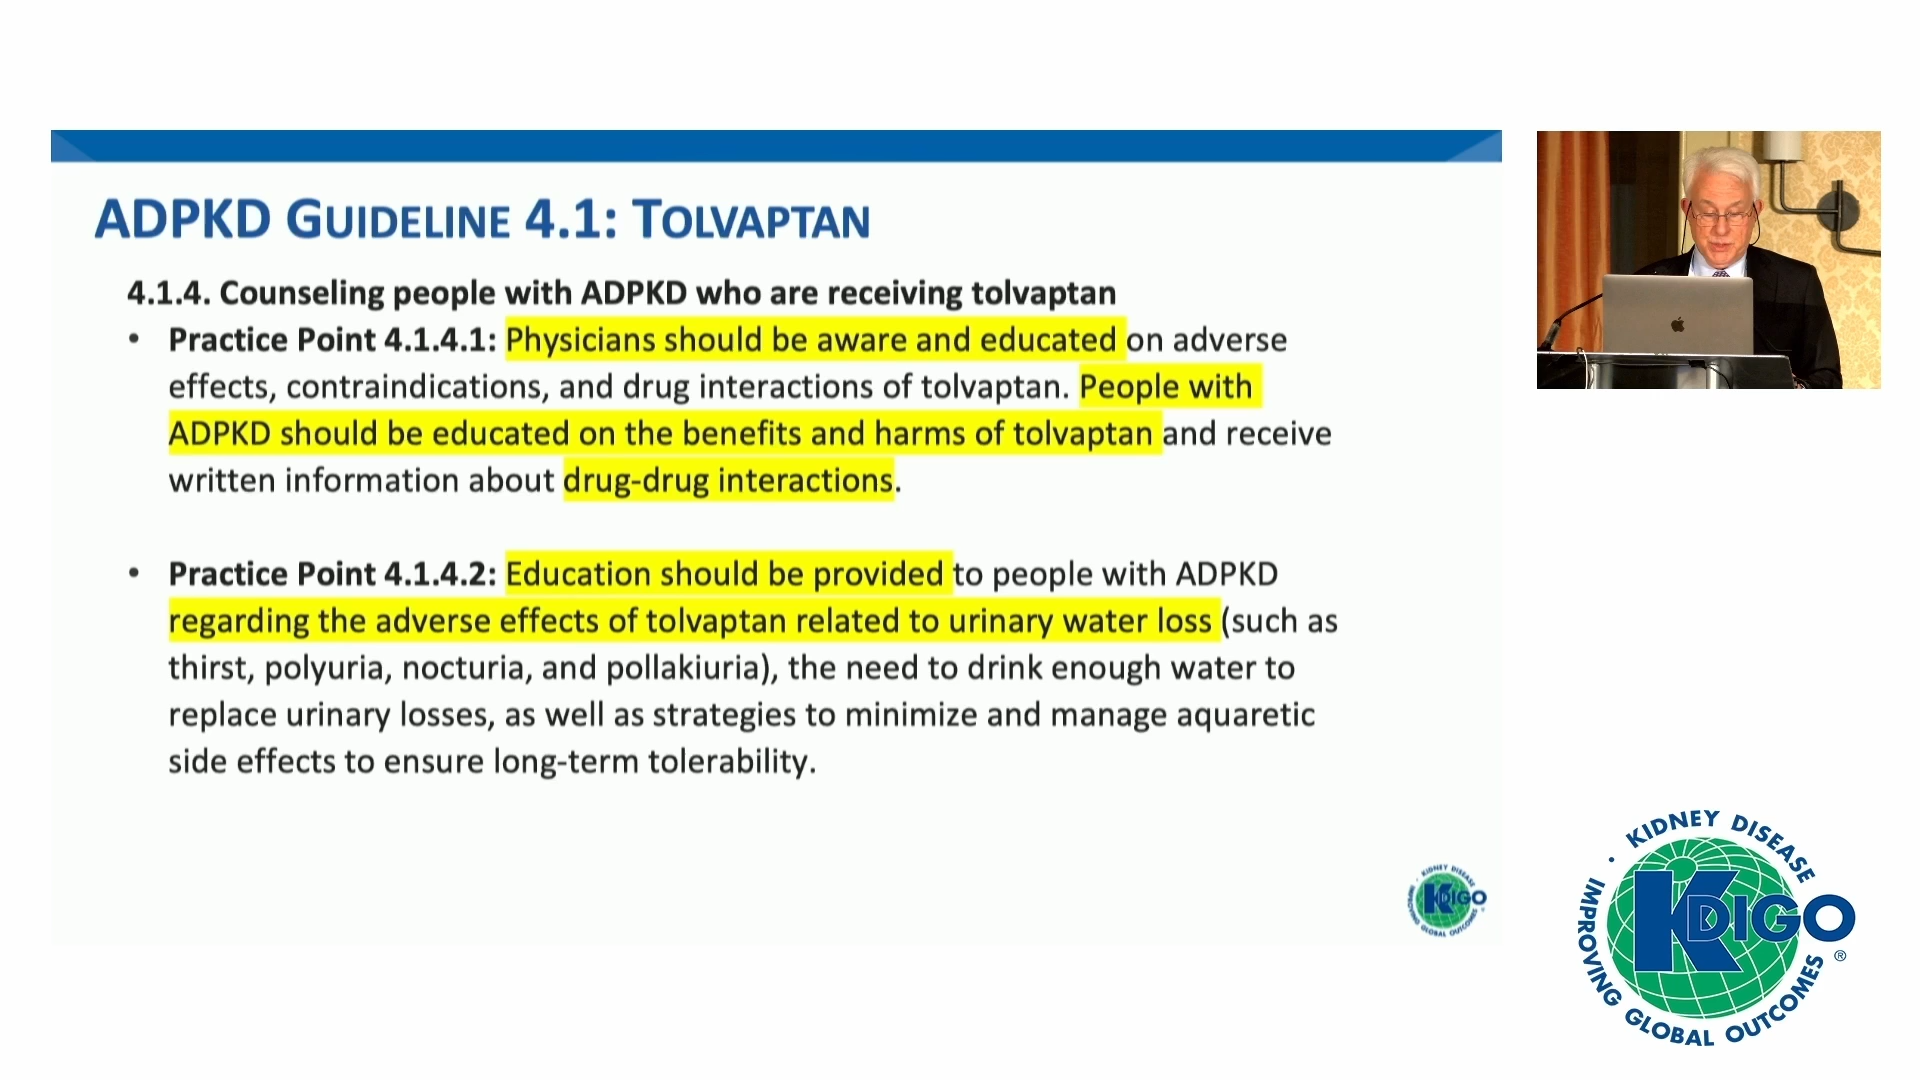 ADPKD GUIDELINE 4.1: TOLVAPTAN
4.1.4. Counseling people with ADPKD who are receiving tolvaptan
• Practice Point 4.1.4.1: Physicians should be aware and educated on adverse
effects, contraindications, and drug interactions of tolvaptan. People with
ADPKD should be educated on the benefits and harms of tolvaptan and receive
written information about drug-drug interactions.
• Practice Point 4.1.4.2: Education should be provided to people with ADPKD
regarding the adverse effects of tolvaptan related to urinary water loss (such as
thirst, polyuria, nocturia, and pollakiuria), the need to drink enough water to
replace urinary losses, as well as strategies to minimize and manage aquaretic
side effects to ensure long-term tolerability.
KIDNEY DISEASE
KDIGO
IMPROVING GLOBAL OUTCOMES
· KIDNEY DISEASE
KDIGO®
IMPROVING GLOBAL OUTCOMES